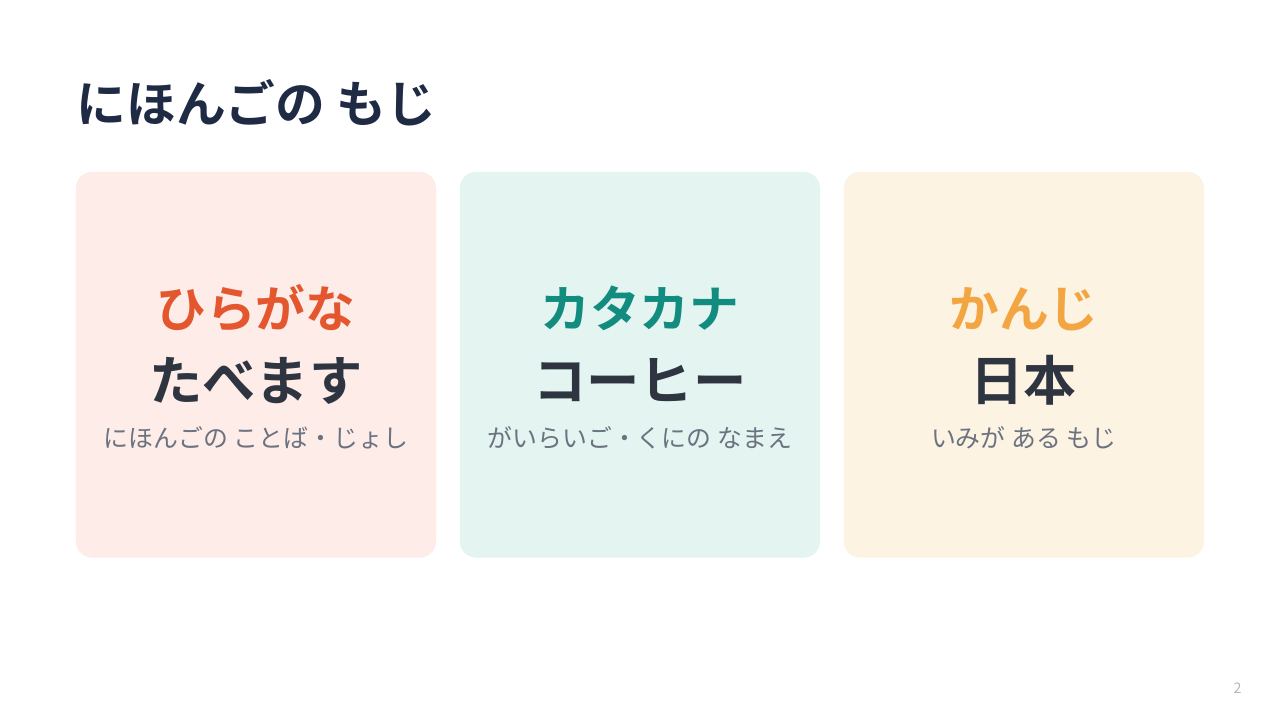 にほんごの もじ
ひらがな
たべます
にほんごの ことば・じょし
カタカナ
コーヒー
がいらいご・くにの なまえ
かんじ
日本
いみが ある もじ
2